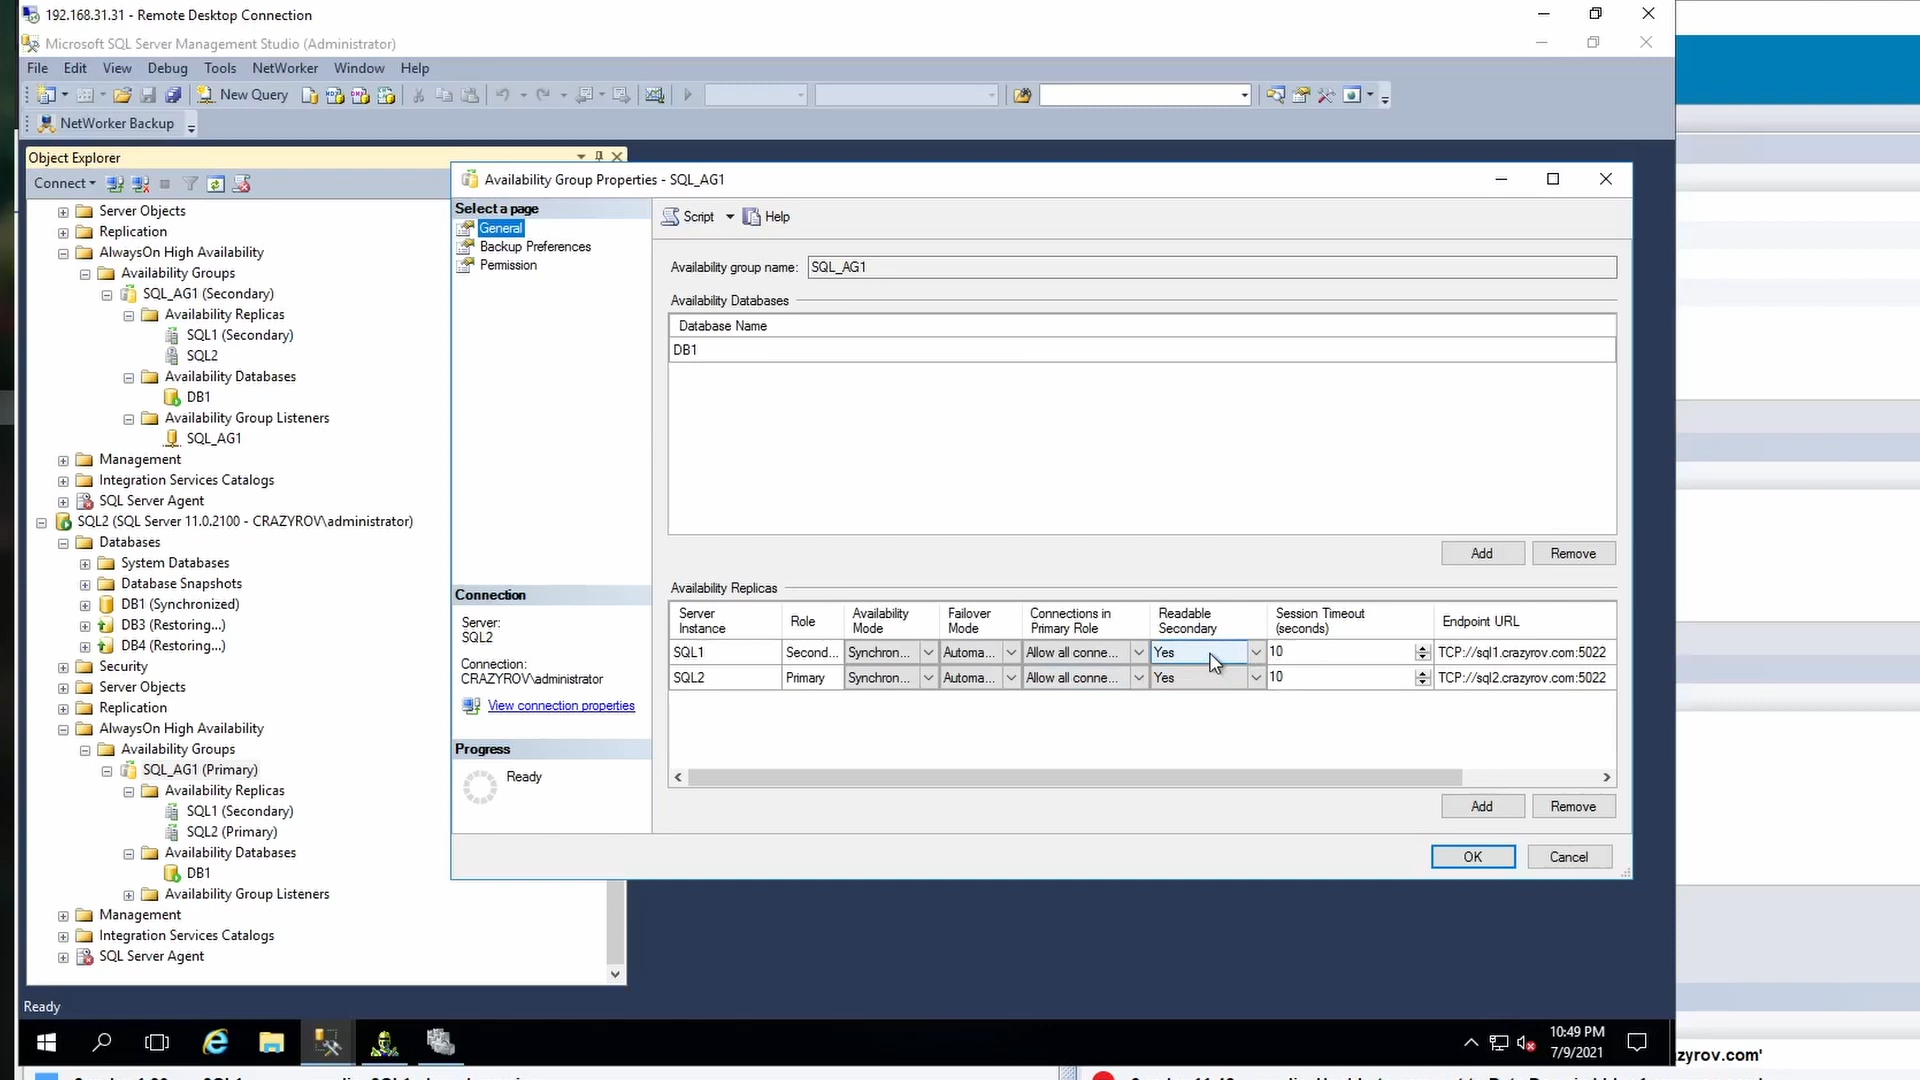 192.168.31.31 - Remote Desktop Connection
Microsoft SQL Server Management Studio (Administrator)
File Edit View Debug Tools NetWorker Window Help
New Query
NetWorker Backup
Object Explorer
Connect
Server Objects
Replication
AlwaysOn High Availability
Availability Groups
SQL_AG1 (Secondary)
Availability Replicas
SQL1 (Secondary)
SQL2
Availability Databases
DB1
Availability Group Listeners
SQL_AG1
Management
Integration Services Catalogs
SQL Server Agent
SQL2 (SQL Server 11.0.2100 - CRAZYROV\administrator)
Databases
System Databases
Database Snapshots
DB1 (Synchronized)
DB3 (Restoring...)
DB4 (Restoring...)
Security
Server Objects
Replication
AlwaysOn High Availability
Availability Groups
SQL_AG1 (Primary)
Availability Replicas
SQL1 (Secondary)
SQL2 (Primary)
Availability Databases
DB1
Availability Group Listeners
Management
Integration Services Catalogs
SQL Server Agent
Availability Group Properties - SQL_AG1
Select a page
General
Backup Preferences
Permission
Connection
Server:
SQL2
Connection:
CRAZYROV\administrator
View connection properties
Progress
Ready
Script Help
Availability group name: SQL_AG1
Availability Databases
Database Name
DB1
Add Remove
Availability Replicas
Server Instance Role Availability Mode Failover Mode Connections in Primary Role Readable Secondary Session Timeout (seconds) Endpoint URL
SQL1 Second... Synchron... Automa... Allow all conne... Yes 10 TCP://sql1.crazyrov.com:5022
SQL2 Primary Synchron... Automa... Allow all conne... Yes 10 TCP://sql2.crazyrov.com:5022
Add Remove
OK Cancel
Ready
10:49 PM
7/9/2021
zyrov.com'